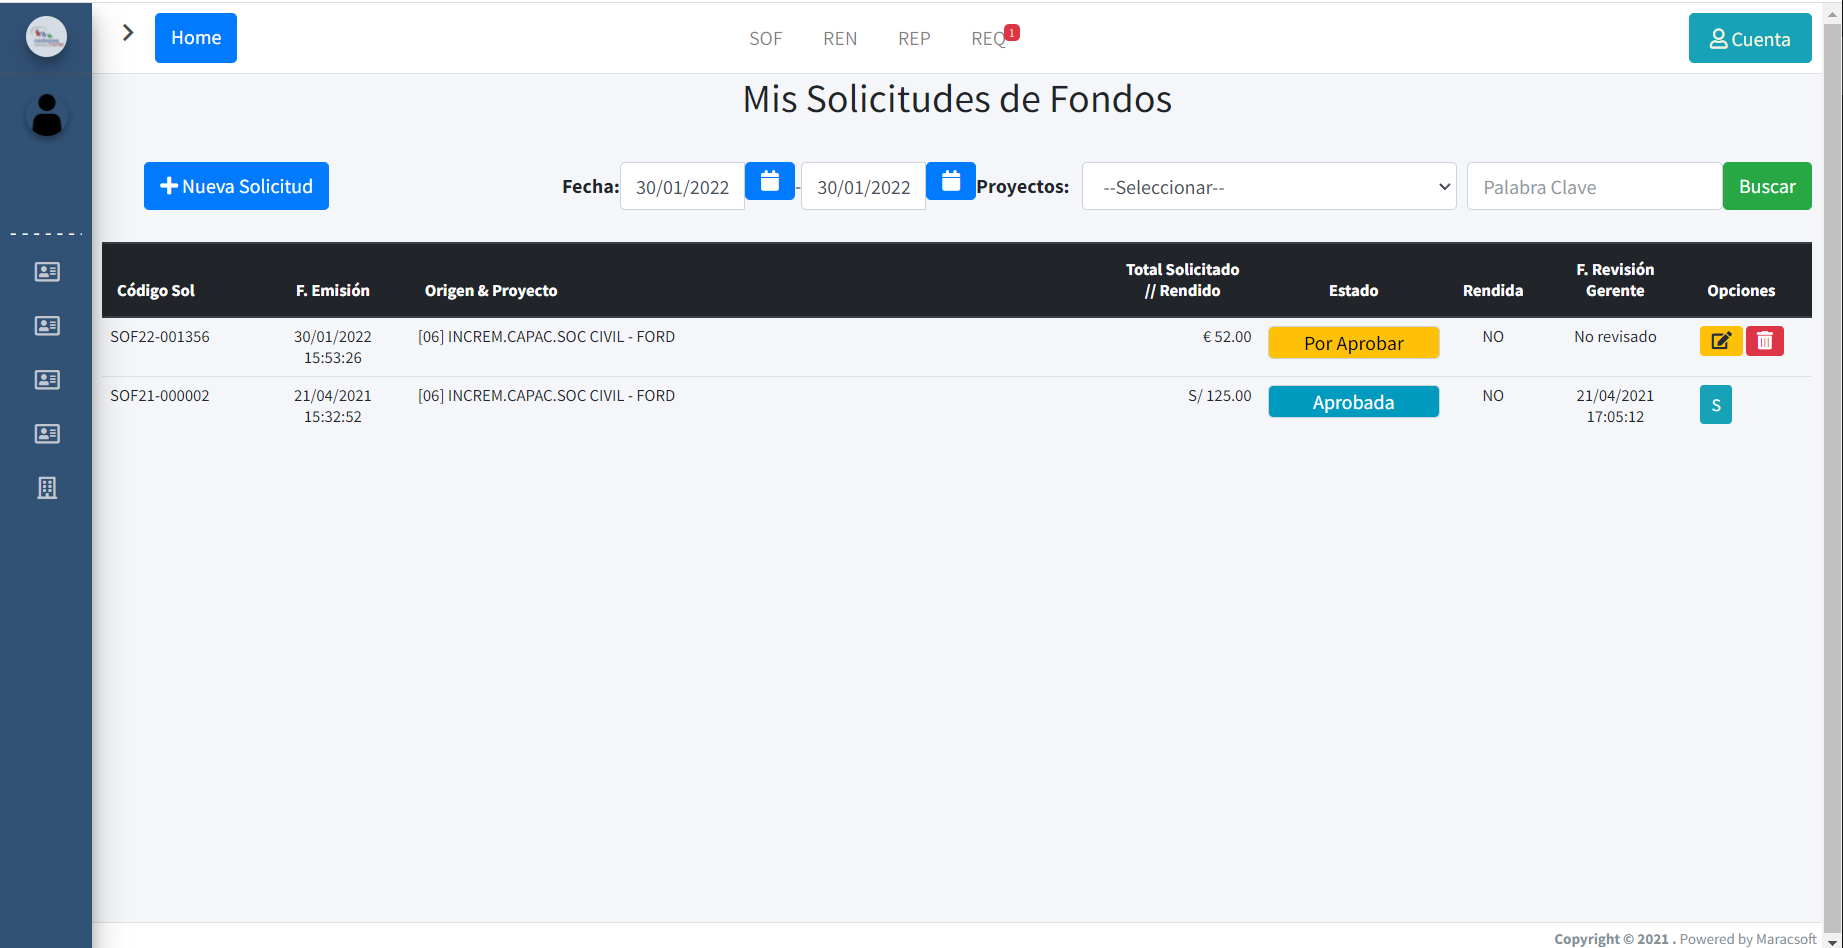 Home
SOF
REN
REP
REQ
1
Cuenta
Mis Solicitudes de Fondos
Nueva Solicitud
Fecha:
30/01/2022
-
30/01/2022
Proyectos:
--Seleccionar--
Palabra Clave
Buscar
Código Sol
F. Emisión
Origen & Proyecto
Total Solicitado
// Rendido
Estado
Rendida
F. Revisión
Gerente
Opciones
SOF22-001356
30/01/2022
15:53:26
[06] INCREM.CAPAC.SOC CIVIL - FORD
€ 52.00
Por Aprobar
NO
No revisado
SOF21-000002
21/04/2021
15:32:52
[06] INCREM.CAPAC.SOC CIVIL - FORD
S/ 125.00
Aprobada
NO
21/04/2021
17:05:12
S
Copyright © 2021 . Powered by Maracsoft